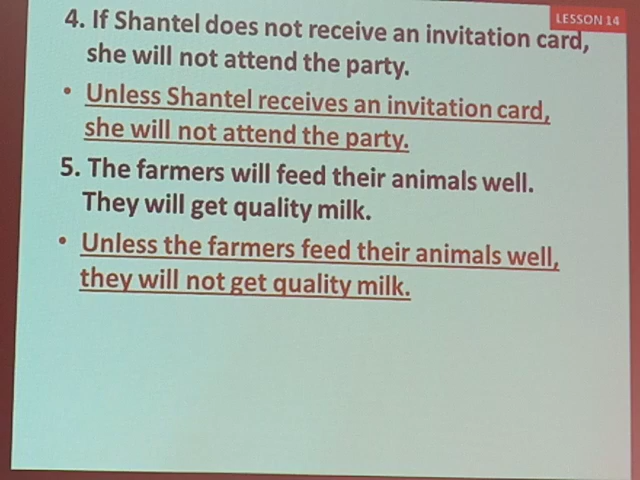 LESSON 14
4. If Shantel does not receive an invitation card,
she will not attend the party.
• Unless Shantel receives an invitation card,
she will not attend the party.
5. The farmers will feed their animals well.
They will get quality milk.
• Unless the farmers feed their animals well,
they will not get quality milk.